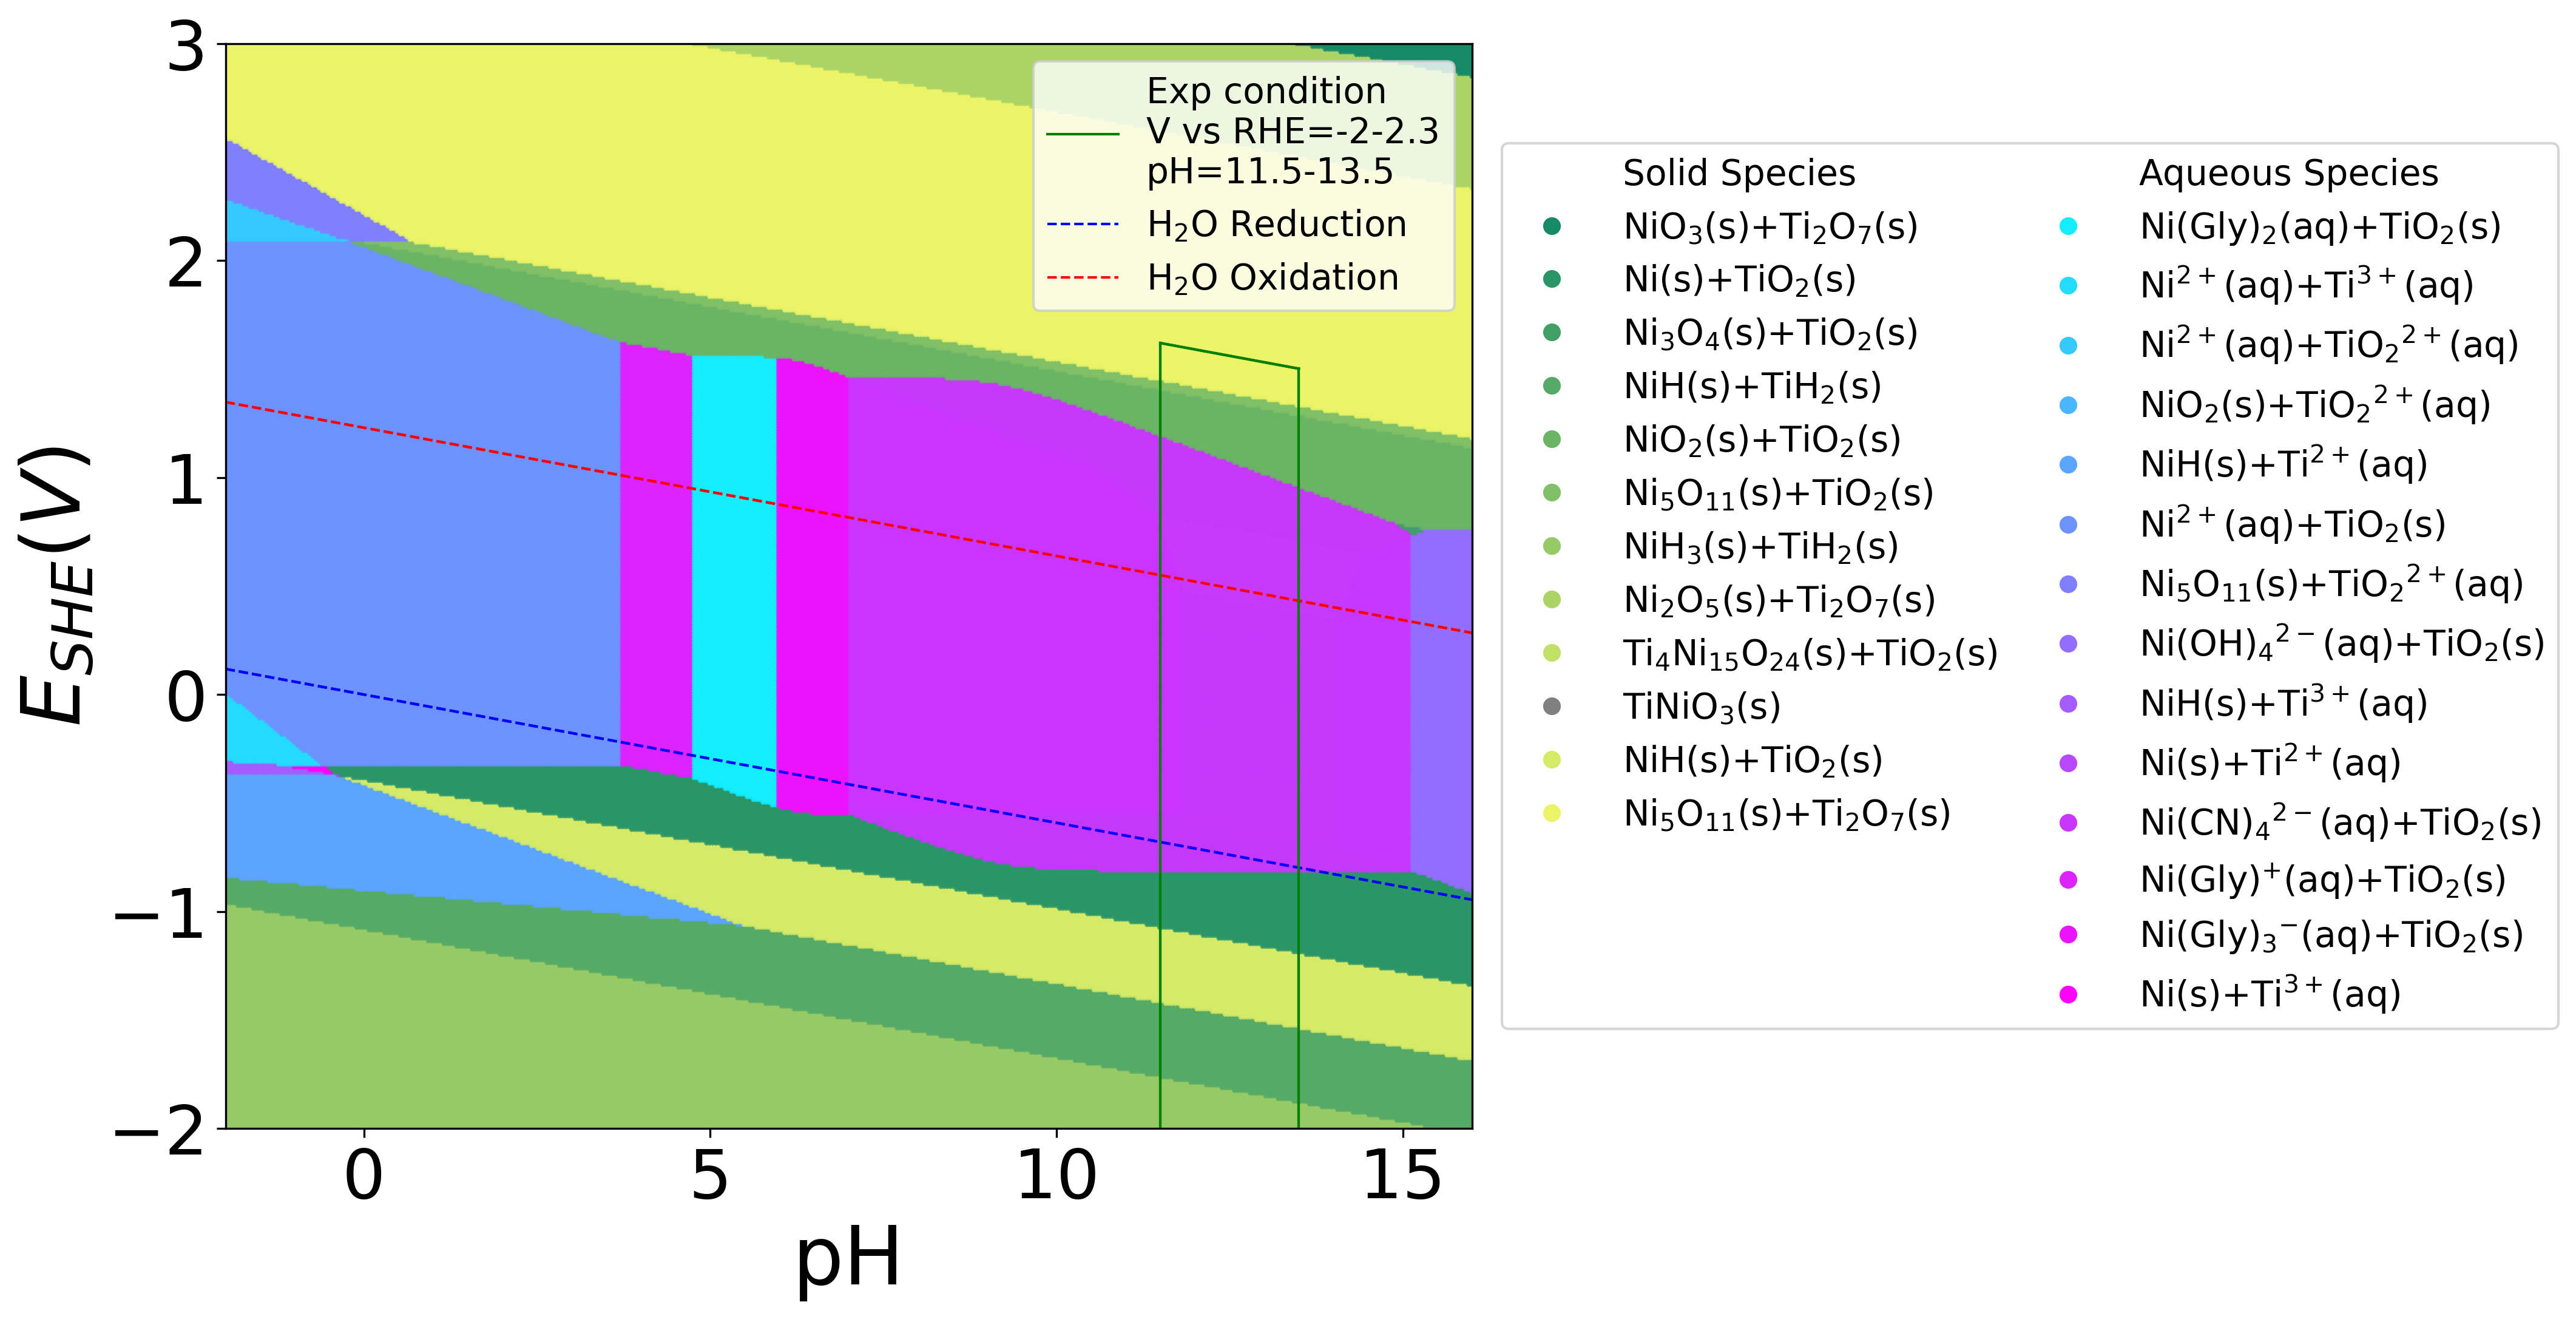 3
2
1
0
−1
−2
E_{SHE}(V)
0
5
10
15
pH
Exp condition
V vs RHE=-2-2.3
pH=11.5-13.5
H₂O Reduction
H₂O Oxidation
Solid Species
NiO₃(s)+Ti₂O₇(s)
Ni(s)+TiO₂(s)
Ni₃O₄(s)+TiO₂(s)
NiH(s)+TiH₂(s)
NiO₂(s)+TiO₂(s)
Ni₅O₁₁(s)+TiO₂(s)
NiH₃(s)+TiH₂(s)
Ni₂O₅(s)+Ti₂O₇(s)
Ti₄Ni₁₅O₂₄(s)+TiO₂(s)
TiNiO₃(s)
NiH(s)+TiO₂(s)
Ni₅O₁₁(s)+Ti₂O₇(s)
Aqueous Species
Ni(Gly)₂(aq)+TiO₂(s)
Ni²⁺(aq)+Ti³⁺(aq)
Ni²⁺(aq)+TiO₂²⁺(aq)
NiO₂(s)+TiO₂²⁺(aq)
NiH(s)+Ti²⁺(aq)
Ni²⁺(aq)+TiO₂(s)
Ni₅O₁₁(s)+TiO₂²⁺(aq)
Ni(OH)₄²⁻(aq)+TiO₂(s)
NiH(s)+Ti³⁺(aq)
Ni(s)+Ti²⁺(aq)
Ni(CN)₄²⁻(aq)+TiO₂(s)
Ni(Gly)⁺(aq)+TiO₂(s)
Ni(Gly)₃⁻(aq)+TiO₂(s)
Ni(s)+Ti³⁺(aq)